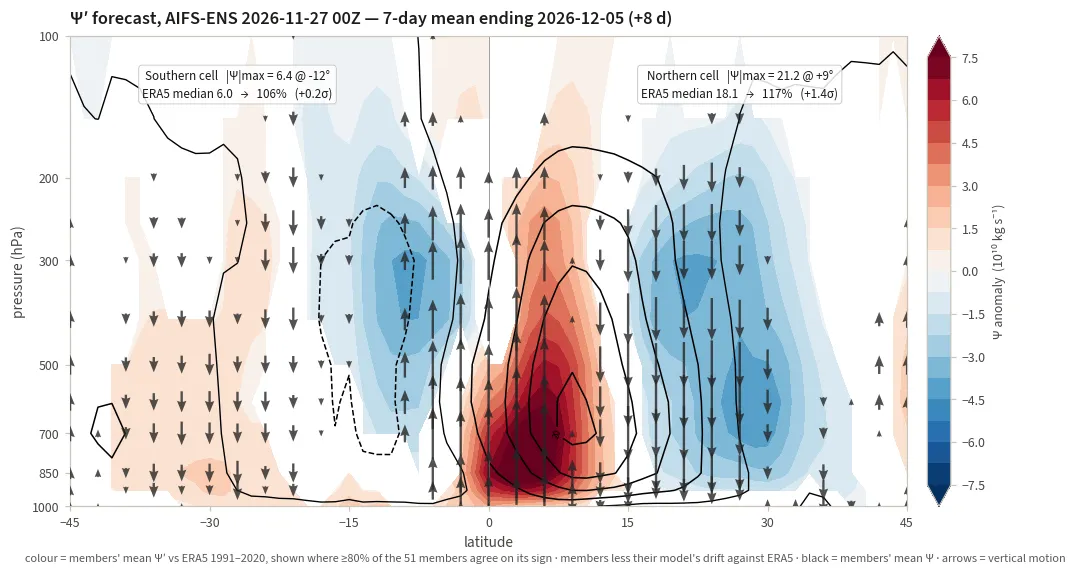 Ψ′ forecast, AIFS-ENS 2026-11-27 00Z — 7-day mean ending 2026-12-05 (+8 d)
Southern cell |Ψ|max = 6.4 @ -12°
ERA5 median 6.0 → 106% (+0.2σ)
Northern cell |Ψ|max = 21.2 @ +9°
ERA5 median 18.1 → 117% (+1.4σ)
pressure (hPa)
100
200
300
500
700
850
1000
−45
−30
−15
0
15
30
45
latitude
7.5
6.0
4.5
3.0
1.5
0.0
−1.5
−3.0
−4.5
−6.0
−7.5
Ψ anomaly (10¹⁰ kg s⁻¹)
colour = members' mean Ψ′ vs ERA5 1991–2020, shown where ≥80% of the 51 members agree on its sign · members less their model's drift against ERA5 · black = members' mean Ψ · arrows = vertical motion